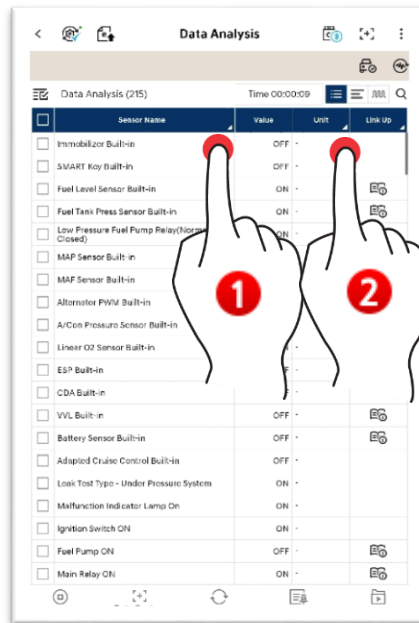 Data Analysis
Data Analysis (215) Time 00:00:09
Sensor Name Value Unit Link Up
Immobilizer Built-in OFF -
SMART Key Built-in OFF -
Fuel Level Sensor Built-in ON -
Fuel Tank Press Sensor Built-in ON -
Low Pressure Fuel Pump Relay(Norm
Closed) ON
MAP Sensor Built-in
MAF Sensor Built-in
Alternator PWM Built-in
A/Con Pressure Sensor Built-in
Linear O2 Sensor Built-in
ESP Built-in
CDA Built-in
VVL Built-in OFF -
Battery Sensor Built-in OFF -
Adapted Cruise Control Built-in OFF -
Leak Test Type - Under Pressure System ON -
Malfunction Indicator Lamp On ON -
Ignition Switch ON ON -
Fuel Pump ON OFF -
Main Relay ON ON -
1
2